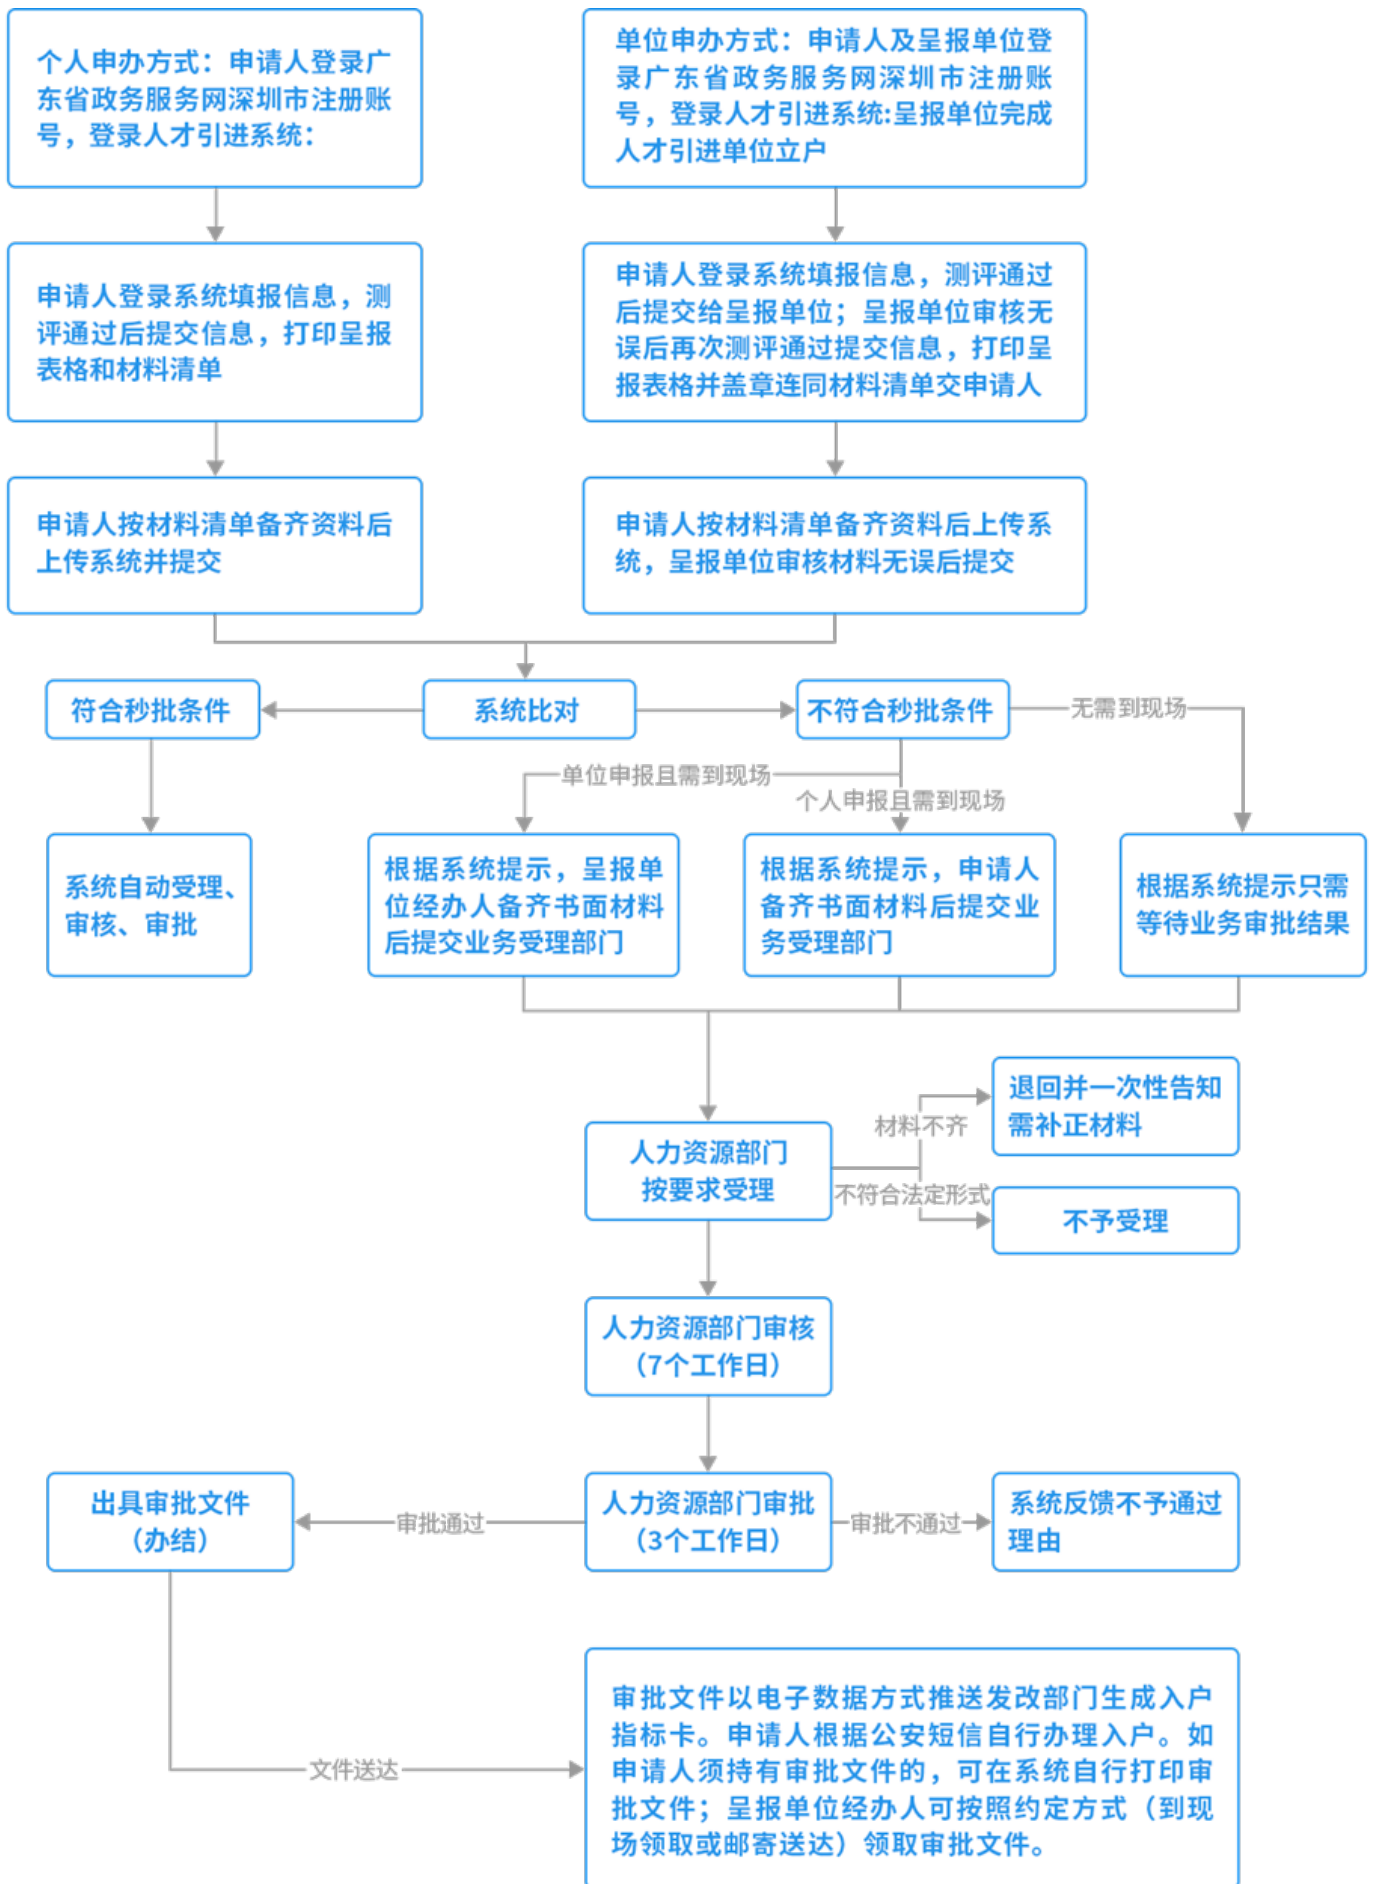 个人申办方式：申请人登录广
东省政务服务网深圳市注册账
号，登录人才引进系统：
单位申办方式：申请人及呈报单位登
录广东省政务服务网深圳市注册账
号，登录人才引进系统:呈报单位完成
人才引进单位立户
申请人登录系统填报信息，测
评通过后提交信息，打印呈报
表格和材料清单
申请人登录系统填报信息，测评通过
后提交给呈报单位；呈报单位审核无
误后再次测评通过提交信息，打印呈
报表格并盖章连同材料清单交申请人
申请人按材料清单备齐资料后
上传系统并提交
申请人按材料清单备齐资料后上传系
统，呈报单位审核材料无误后提交
符合秒批条件
系统比对
不符合秒批条件
无需到现场
单位申报且需到现场
个人申报且需到现场
系统自动受理、
审核、审批
根据系统提示，呈报单
位经办人备齐书面材料
后提交业务受理部门
根据系统提示，申请人
备齐书面材料后提交业
务受理部门
根据系统提示只需
等待业务审批结果
人力资源部门
按要求受理
材料不齐
退回并一次性告知
需补正材料
不符合法定形式
不予受理
人力资源部门审核
（7个工作日）
出具审批文件
（办结）
审批通过
人力资源部门审批
（3个工作日）
审批不通过
系统反馈不予通过
理由
文件送达
审批文件以电子数据方式推送发改部门生成入户
指标卡。申请人根据公安短信自行办理入户。如
申请人须持有审批文件的，可在系统自行打印审
批文件；呈报单位经办人可按照约定方式（到现
场领取或邮寄送达）领取审批文件。